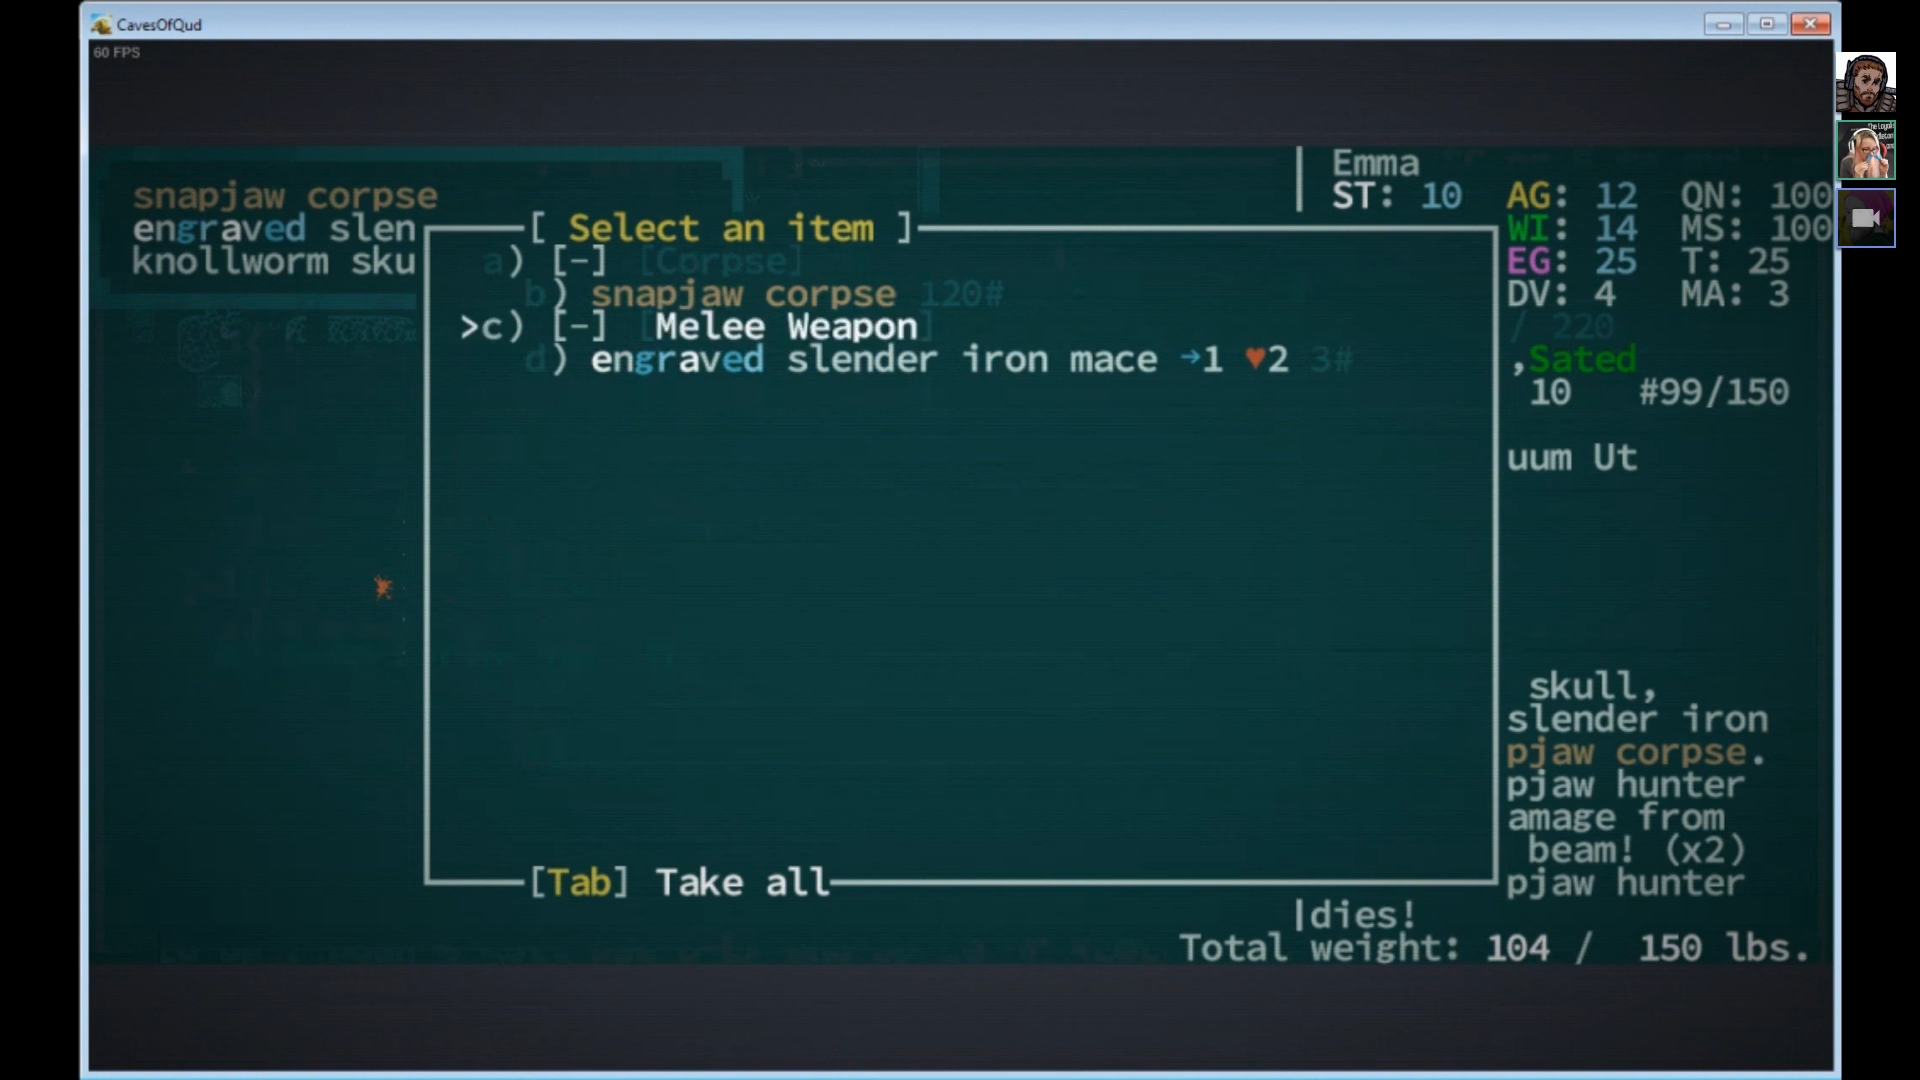 CavesOfQud
60 FPS
Emma
snapjaw corpse
ST: 10 AG: 12 QN: 100
engraved slen
[ Select an item ]
WI: 14 MS: 100
knollworm sku
a) [-] [Corpse]
EG: 25 T: 25
b) snapjaw corpse 120#
DV: 4 MA: 3
>c) [-] [Melee Weapon]
/ 220
d) engraved slender iron mace →1 ♥2 3#
,Sated
10 #99/150
uum Ut
skull,
slender iron
pjaw corpse.
pjaw hunter
amage from
beam! (x2)
[Tab] Take all
pjaw hunter
dies!
Total weight: 104 / 150 lbs.